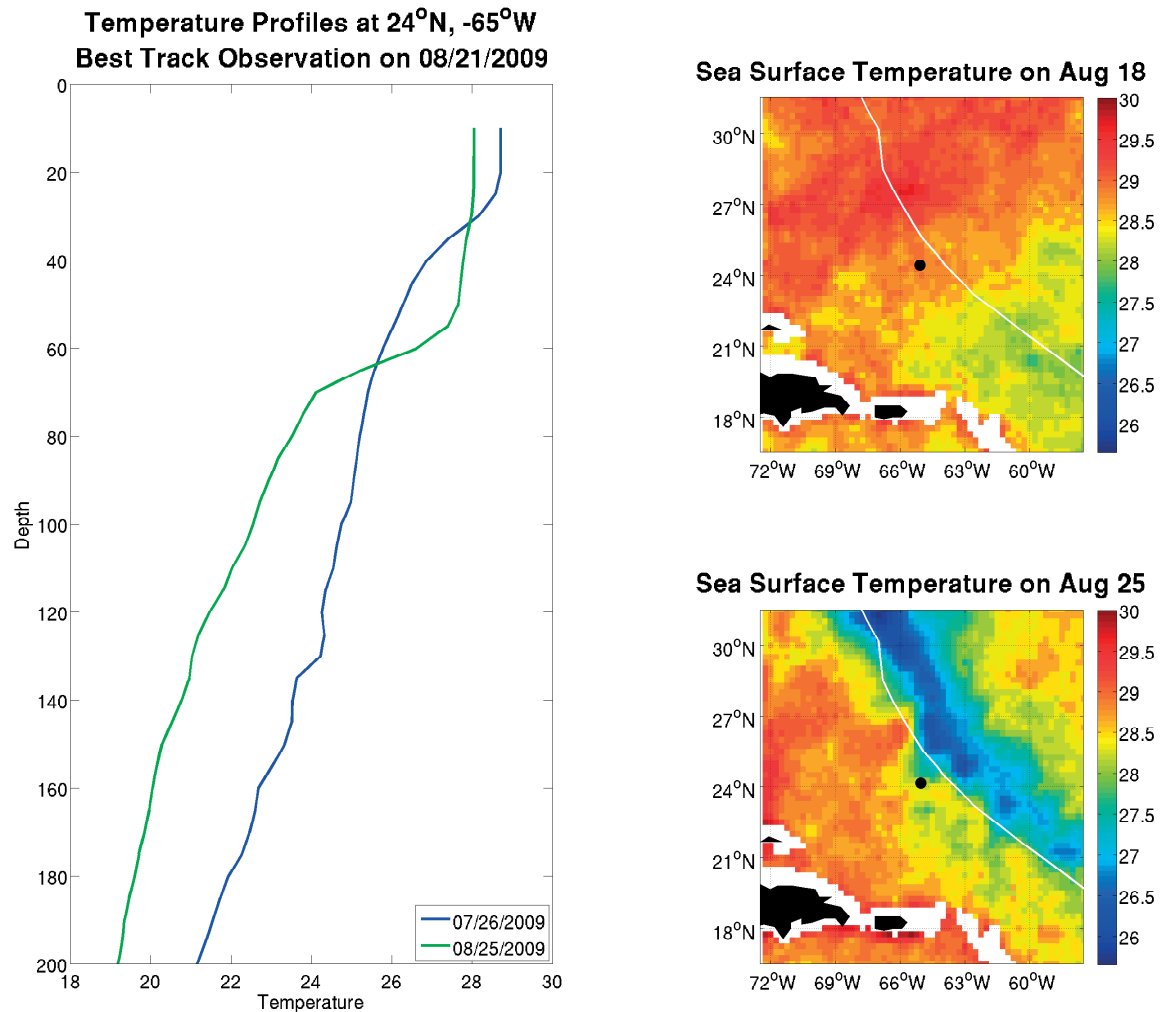 Temperature Profiles at 24°N, -65°W
Best Track Observation on 08/21/2009
0
20
40
60
80
100
120
140
160
180
200
Depth
18
20
22
24
26
28
30
Temperature
07/26/2009
08/25/2009
Sea Surface Temperature on Aug 18
30°N
27°N
24°N
21°N
18°N
72°W 69°W 66°W 63°W 60°W
30
29.5
29
28.5
28
27.5
27
26.5
26
Sea Surface Temperature on Aug 25
30°N
27°N
24°N
21°N
18°N
72°W 69°W 66°W 63°W 60°W
30
29.5
29
28.5
28
27.5
27
26.5
26